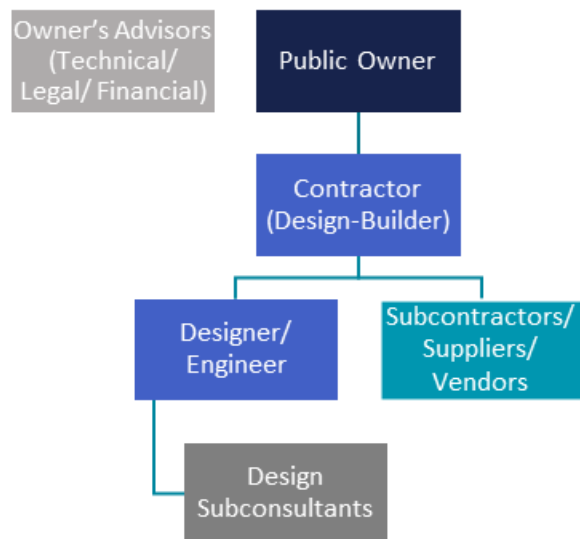 Owner's Advisors
(Technical/
Legal/ Financial)
Public Owner
Contractor
(Design-Builder)
Designer/
Engineer
Subcontractors/
Suppliers/
Vendors
Design
Subconsultants